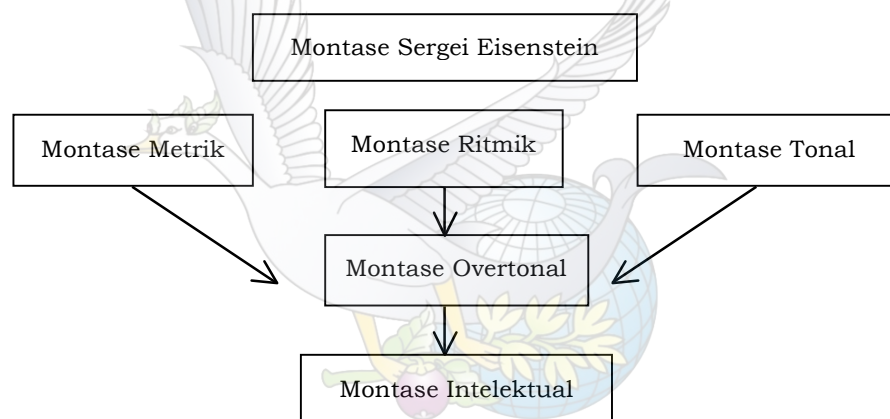 Montase Sergei Eisenstein
Montase Metrik
Montase Ritmik
Montase Tonal
Montase Overtonal
Montase Intelektual